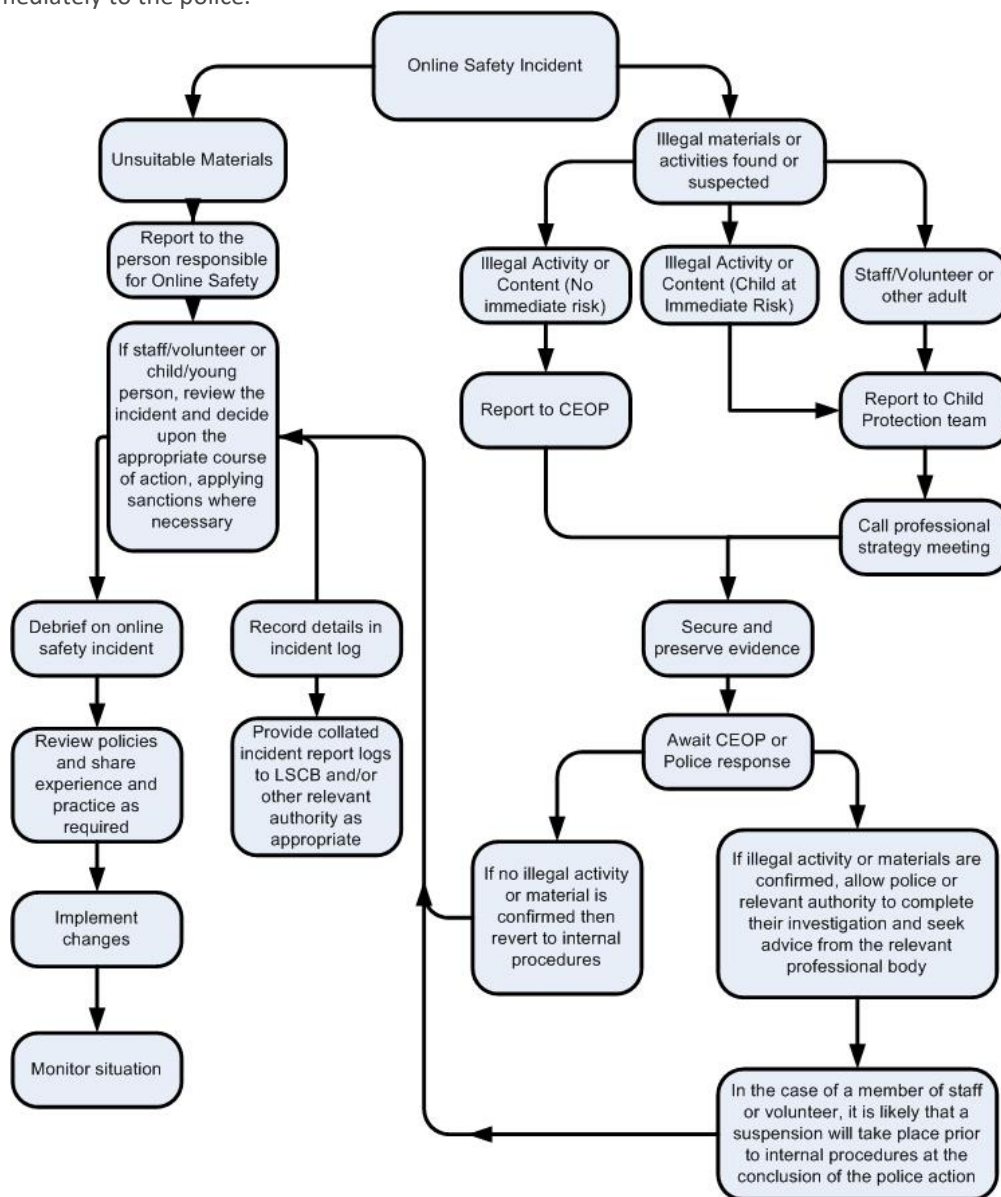 mediately to the police.
Online Safety Incident
Unsuitable Materials
Report to the
person responsible
for Online Safety
If staff/volunteer or
child/young
person, review the
incident and decide
upon the
appropriate course
of action, applying
sanctions where
necessary
Debrief on online
safety incident
Review policies
and share
experience and
practice as
required
Implement
changes
Monitor situation
Record details in
incident log
Provide collated
incident report logs
to LSCB and/or
other relevant
authority as
appropriate
Illegal materials or
activities found or
suspected
Illegal Activity or
Content (No
immediate risk)
Illegal Activity or
Content (Child at
Immediate Risk)
Staff/Volunteer or
other adult
Report to CEOP
Report to Child
Protection team
Call professional
strategy meeting
Secure and
preserve evidence
Await CEOP or
Police response
If no illegal activity
or material is
confirmed then
revert to internal
procedures
If illegal activity or materials are
confirmed, allow police or
relevant authority to complete
their investigation and seek
advice from the relevant
professional body
In the case of a member of staff
or volunteer, it is likely that a
suspension will take place prior
to internal procedures at the
conclusion of the police action